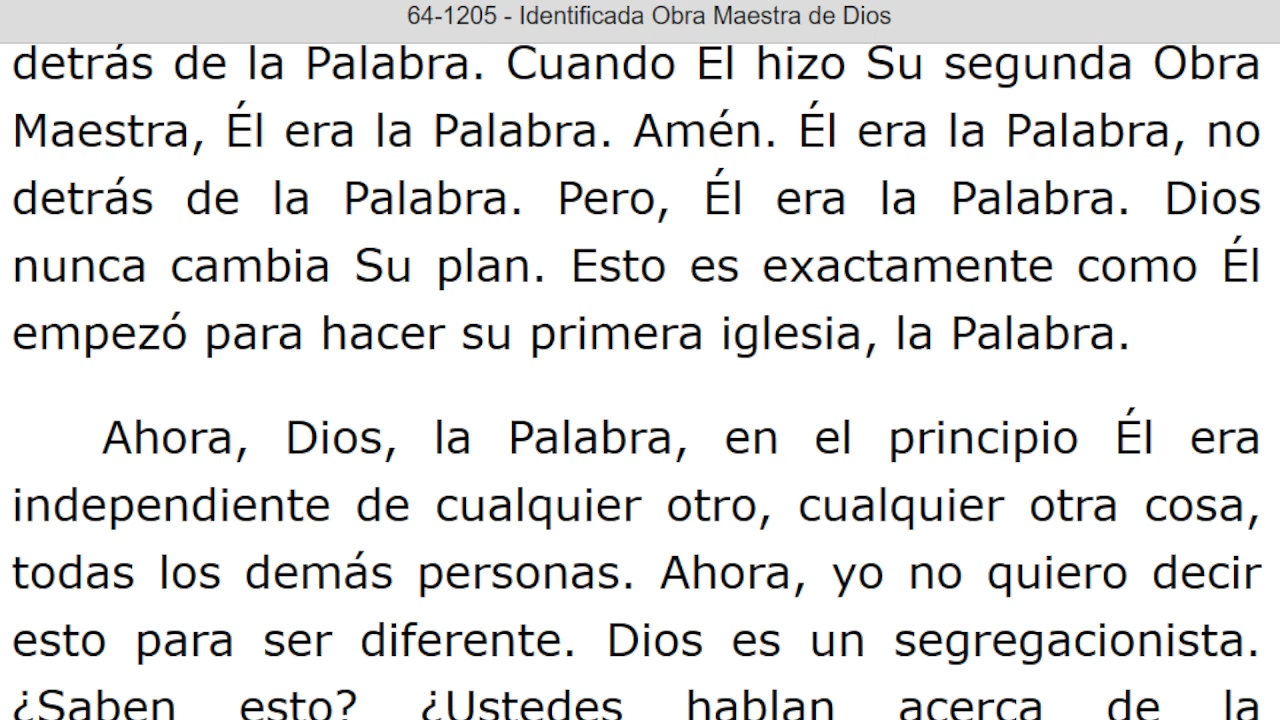 64-1205 - Identificada Obra Maestra de Dios
detrás de la Palabra. Cuando Él hizo Su segunda Obra
Maestra, Él era la Palabra. Amén. Él era la Palabra, no
detrás de la Palabra. Pero, Él era la Palabra. Dios
nunca cambia Su plan. Esto es exactamente como Él
empezó para hacer su primera iglesia, la Palabra.
Ahora, Dios, la Palabra, en el principio Él era
independiente de cualquier otro, cualquier otra cosa,
todas los demás personas. Ahora, yo no quiero decir
esto para ser diferente. Dios es un segregacionista.
¿Saben esto? ¿Ustedes hablan acerca de la